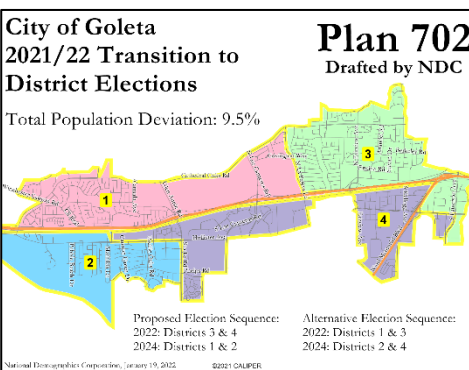 City of Goleta
2021/22 Transition to
District Elections
Total Population Deviation: 9.5%
Plan 702
Drafted by NDC
3
1
4
2
Proposed Election Sequence:
2022: Districts 3 & 4
2024: Districts 1 & 2
Alternative Election Sequence:
2022: Districts 1 & 3
2024: Districts 2 & 4
National Demographics Corporation, January 19, 2022
©2021 CALIPER